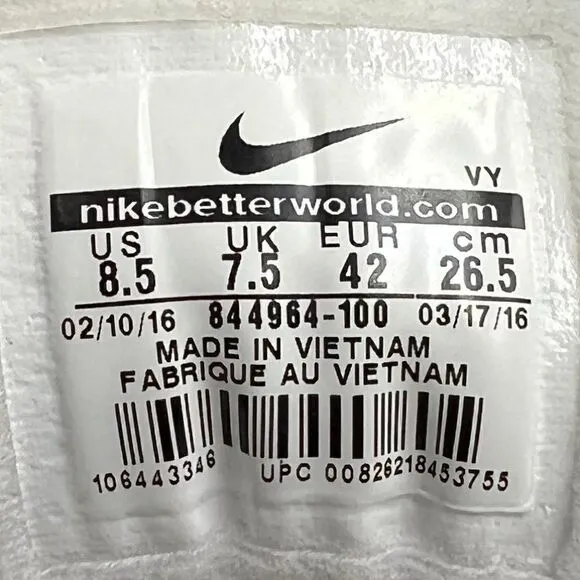 VY
nikebetterworld.com
US UK EUR cm
8.5 7.5 42 26.5
02/10/16 844964-100 03/17/16
MADE IN VIETNAM
FABRIQUE AU VIETNAM
106443346 UPC 00826218453755